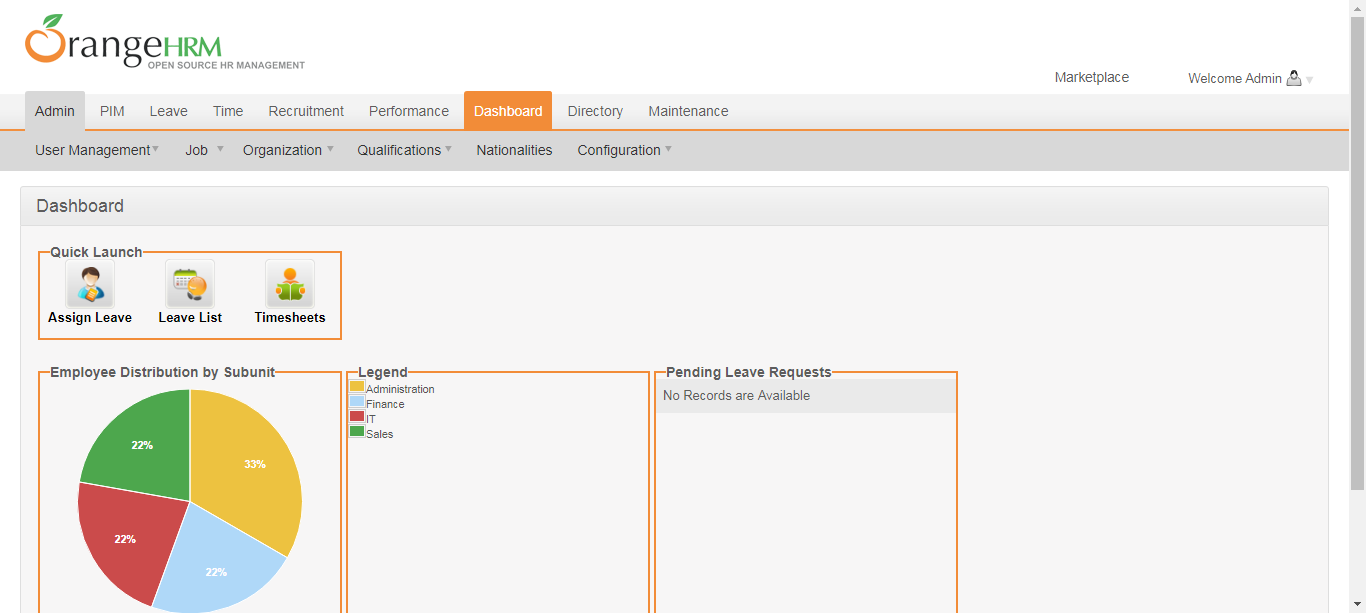 OrangeHRM
OPEN SOURCE HR MANAGEMENT
Marketplace Welcome Admin
Admin PIM Leave Time Recruitment Performance Dashboard Directory Maintenance
User Management Job Organization Qualifications Nationalities Configuration
Dashboard
Quick Launch
Assign Leave Leave List Timesheets
Employee Distribution by Subunit
22%
33%
22%
22%
Legend
Administration
Finance
IT
Sales
Pending Leave Requests
No Records are Available